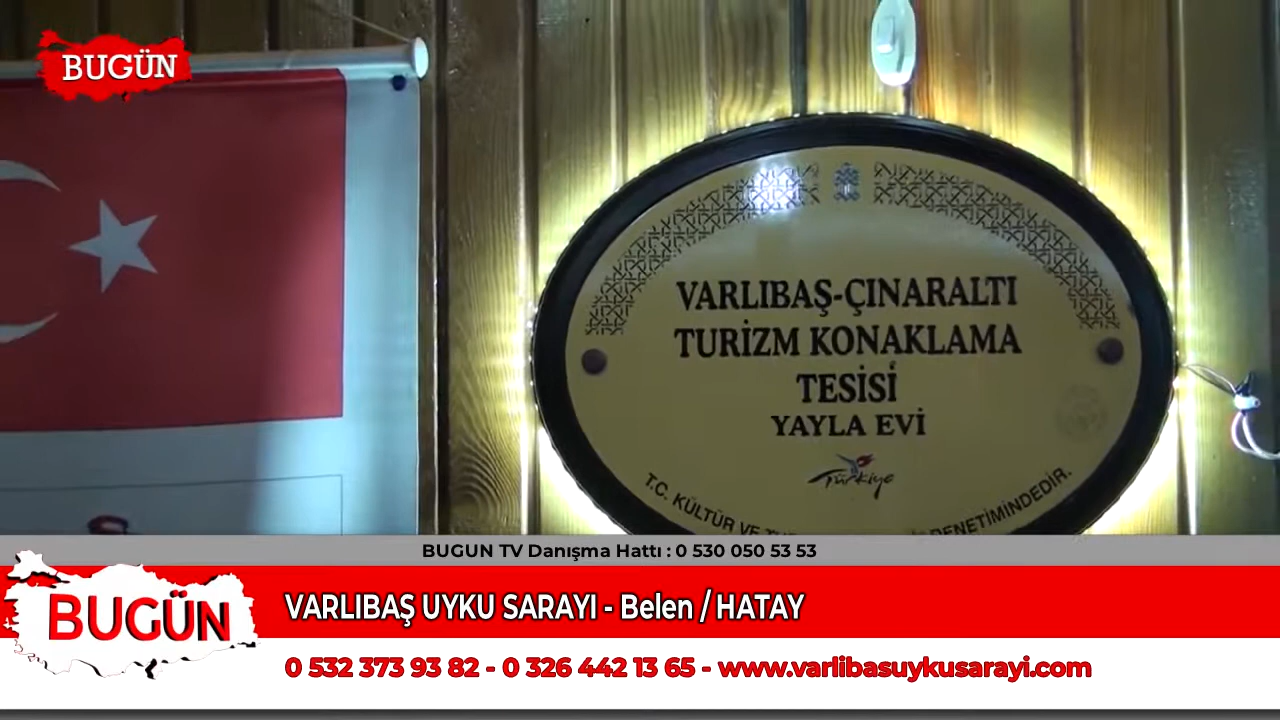 BUGÜN
VARLIBAŞ-ÇINARALTI
TURİZM KONAKLAMA
TESİSİ
YAYLA EVİ
Türkiye
T.C. KÜLTÜR VE DENETİMİNDEDİR.
BUGUN TV Danışma Hattı : 0 530 050 53 53
BUGÜN
VARLIBAŞ UYKU SARAYI - Belen / HATAY
0 532 373 93 82 - 0 326 442 13 65 - www.varlibasuykusarayi.com